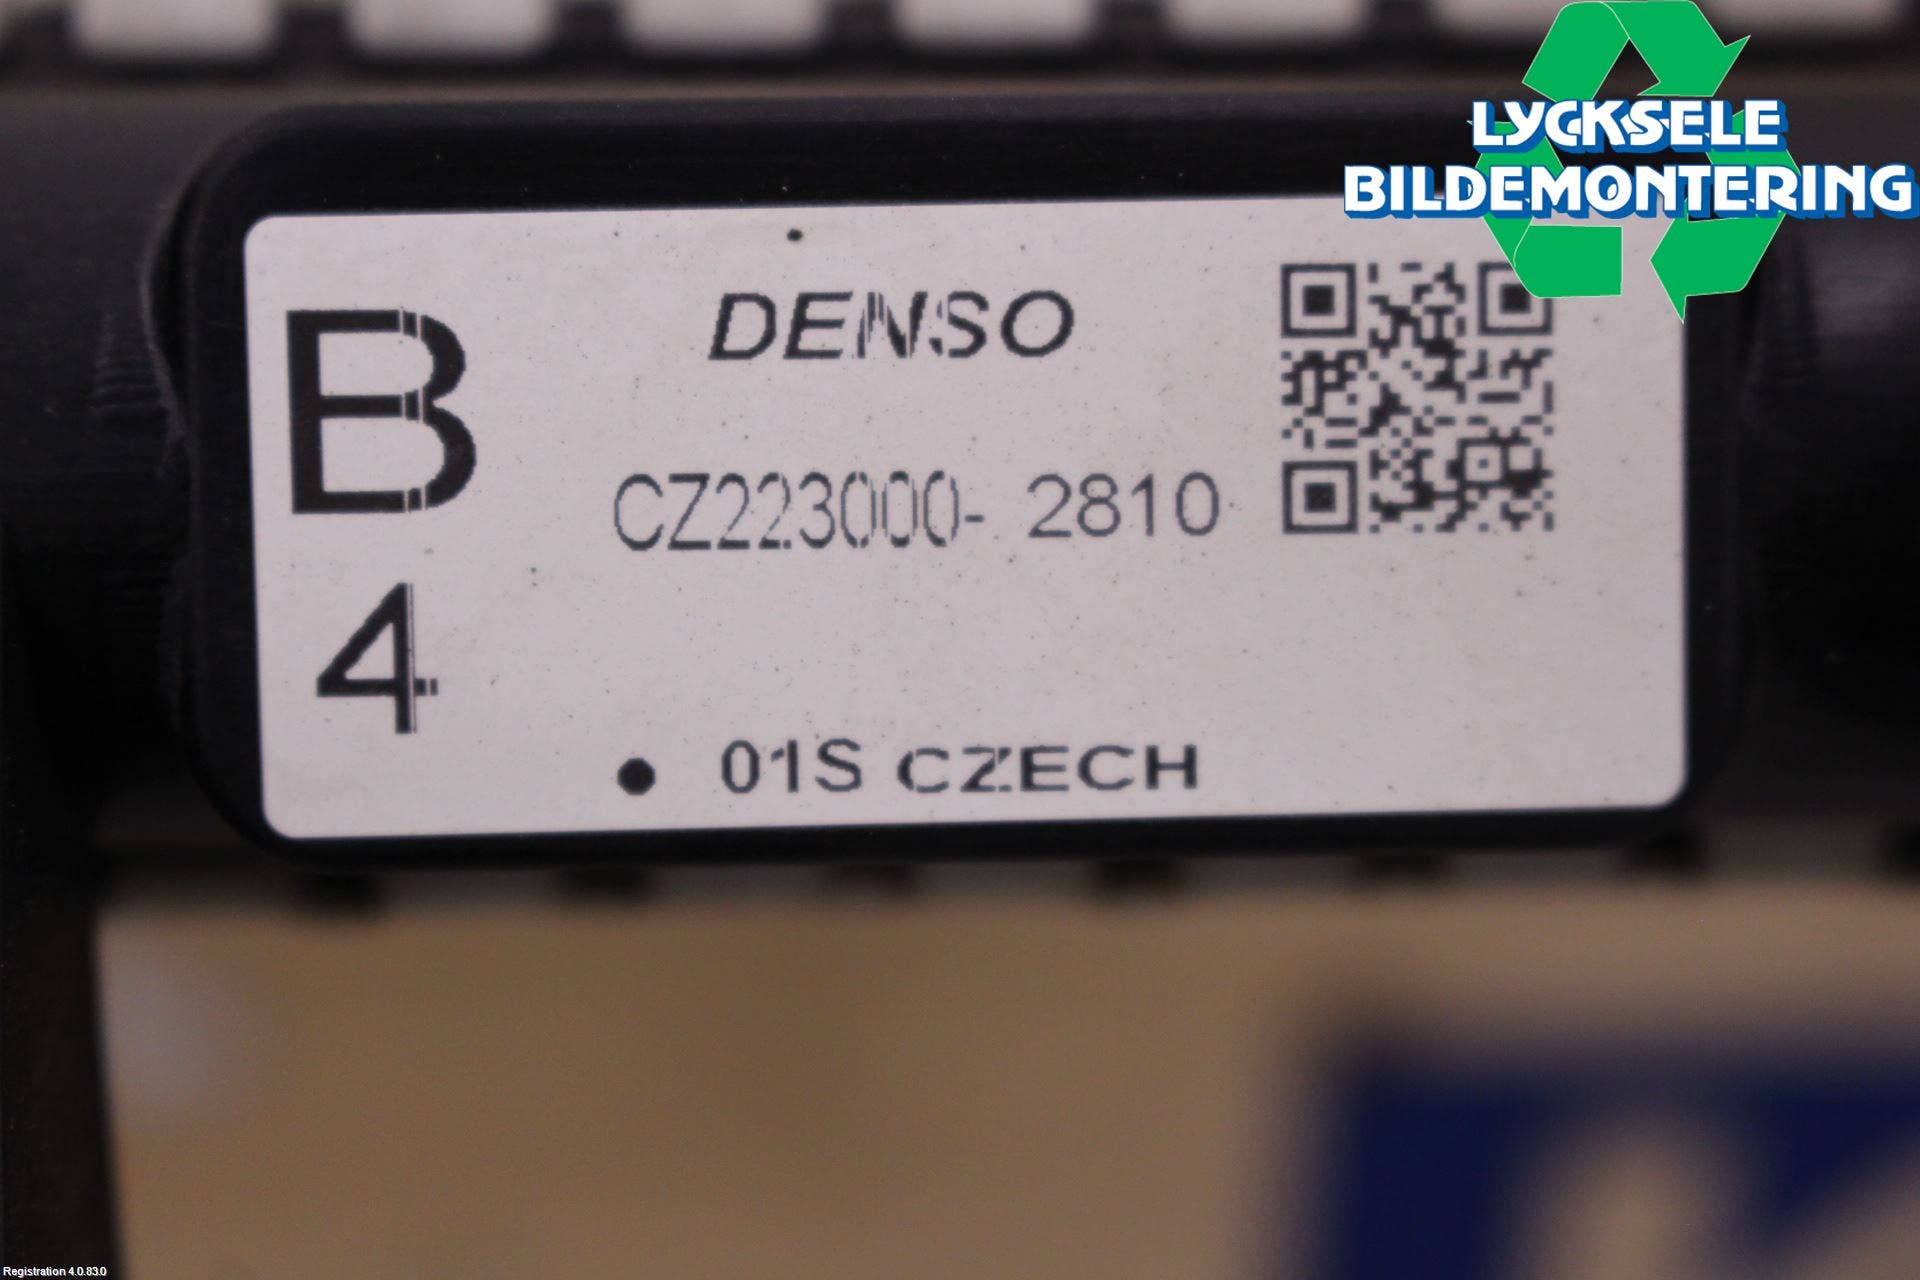 LYCKSELE
BILDEMONTERING
DENSO
B
CZ223000- 2810
4
• 01S CZECH
Registration 4.0.83.0